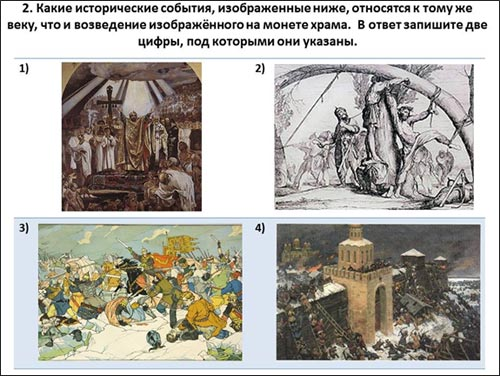 2. Какие исторические события, изображенные ниже, относятся к тому же
веку, что и возведение изображённого на монете храма. В ответ запишите две
цифры, под которыми они указаны.
1)
2)
3)
4)